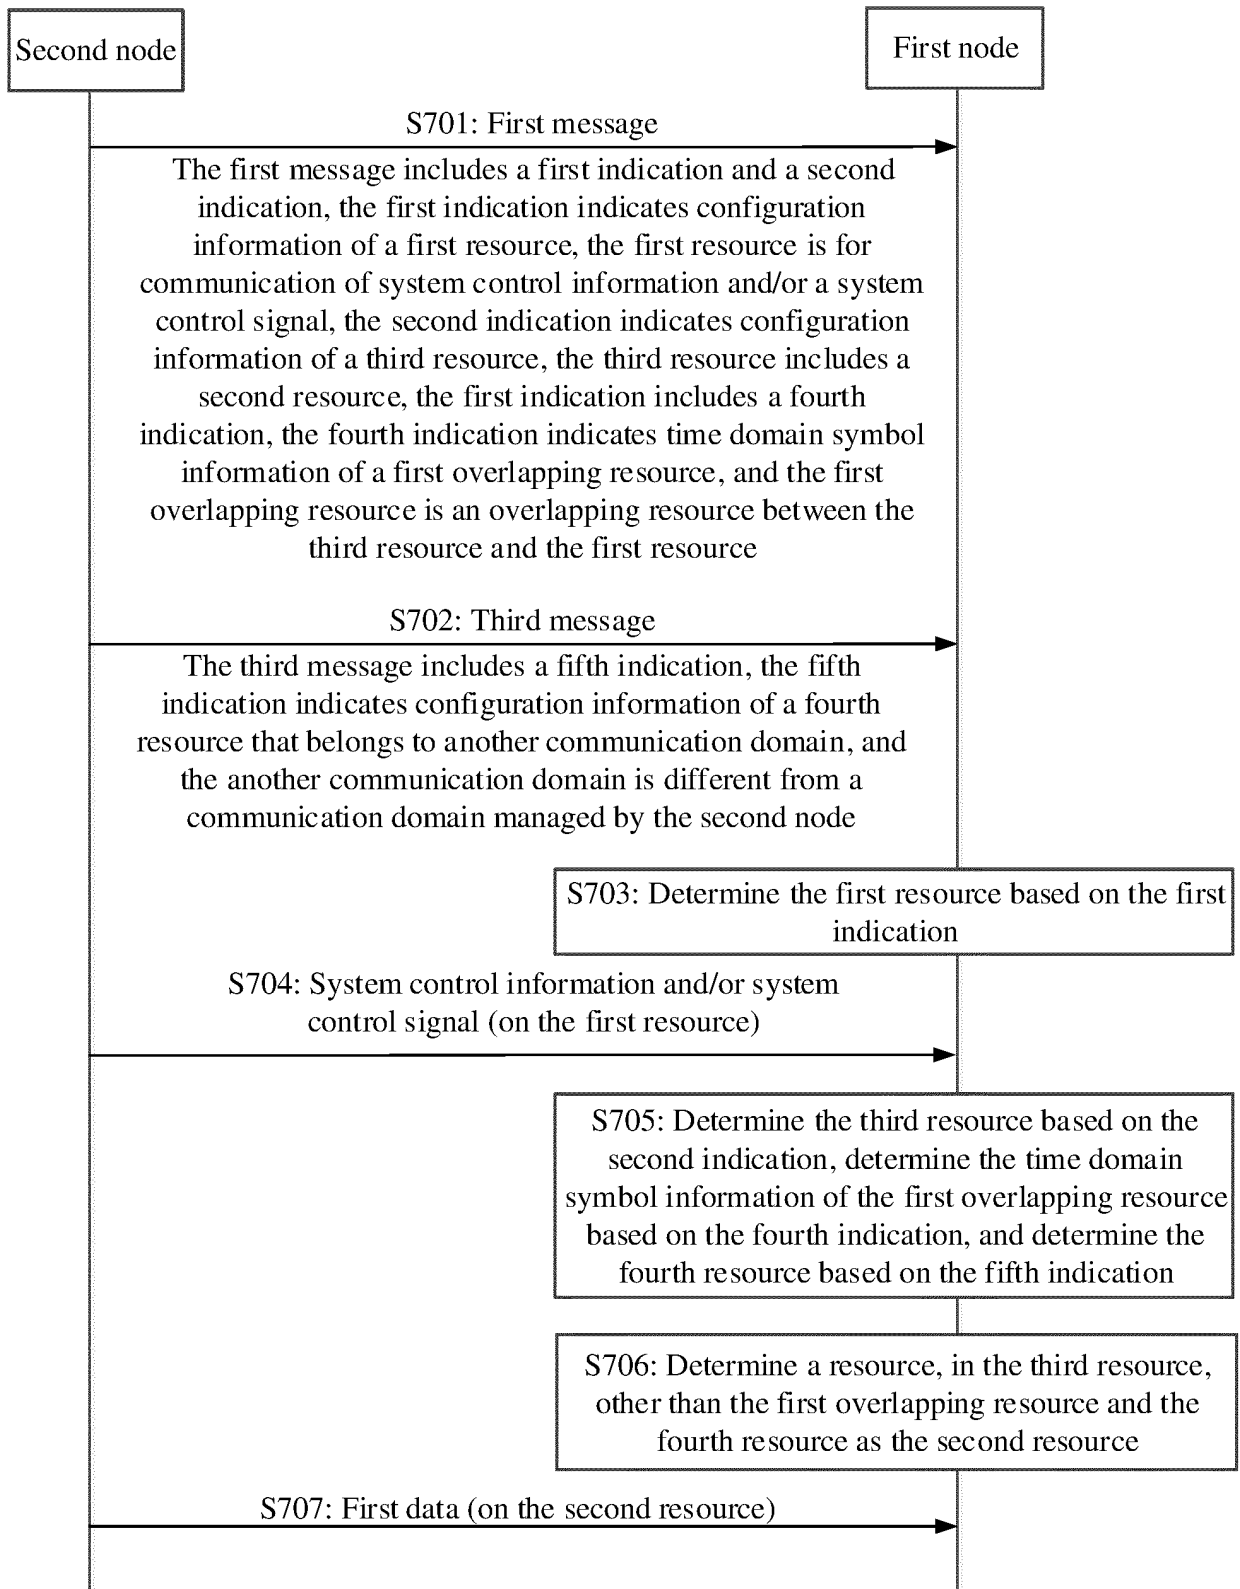 Second node
First node
S701: First message
The first message includes a first indication and a second
indication, the first indication indicates configuration
information of a first resource, the first resource is for
communication of system control information and/or a system
control signal, the second indication indicates configuration
information of a third resource, the third resource includes a
second resource, the first indication includes a fourth
indication, the fourth indication indicates time domain symbol
information of a first overlapping resource, and the first
overlapping resource is an overlapping resource between the
third resource and the first resource
S702: Third message
The third message includes a fifth indication, the fifth
indication indicates configuration information of a fourth
resource that belongs to another communication domain, and
the another communication domain is different from a
communication domain managed by the second node
S703: Determine the first resource based on the first
indication
S704: System control information and/or system
control signal (on the first resource)
S705: Determine the third resource based on the
second indication, determine the time domain
symbol information of the first overlapping resource
based on the fourth indication, and determine the
fourth resource based on the fifth indication
S706: Determine a resource, in the third resource,
other than the first overlapping resource and the
fourth resource as the second resource
S707: First data (on the second resource)